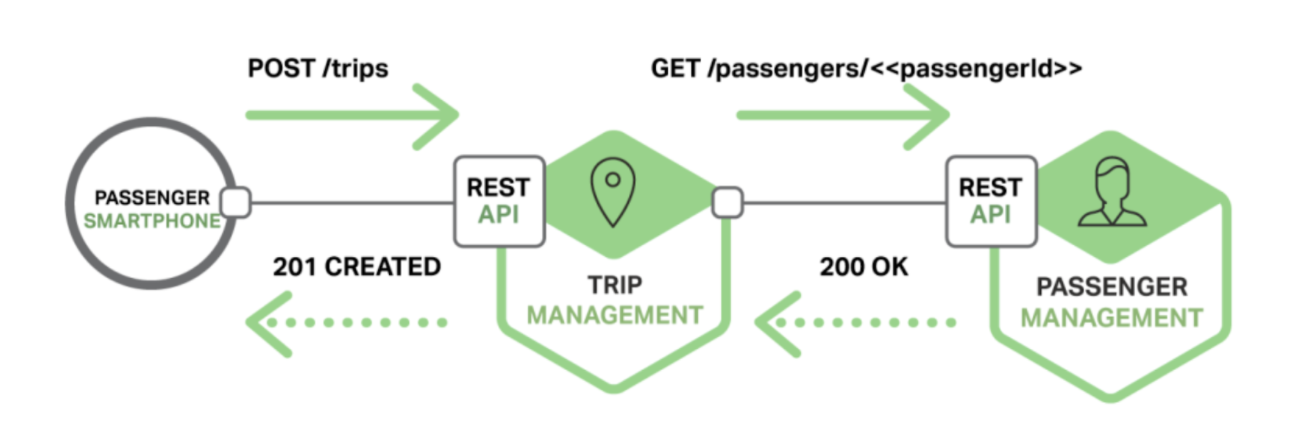 POST /trips
GET /passengers/<<passengerId>>
PASSENGER
SMARTPHONE
REST
API
REST
API
201 CREATED
200 OK
TRIP
MANAGEMENT
PASSENGER
MANAGEMENT